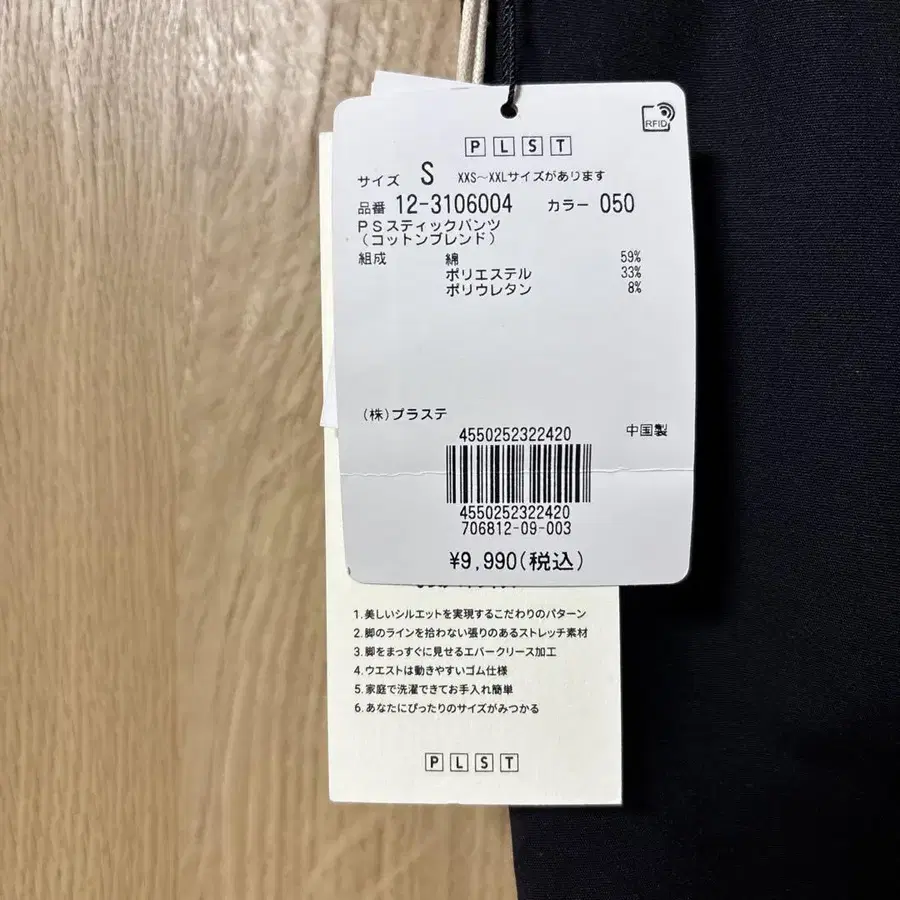 RFID
PLST
サイズ S XXS～XXLサイズがあります
品番 12-3106004 カラー 050
PSスティックパンツ
(コットンブレンド)
組成 綿 59%
ポリエステル 33%
ポリウレタン 8%
(株)プラステ
中国製
4550252322420
4550252322420
706812-09-003
¥9,990(税込)
1.美しいシルエットを実現するこだわりのパターン
2.脚のラインを拾わない張りのあるストレッチ素材
3.脚をまっすぐに見せるエバークリース加工
4.ウエストは動きやすいゴム仕様
5.家庭で洗濯できてお手入れ簡単
6.あなたにぴったりのサイズがみつかる
PLST